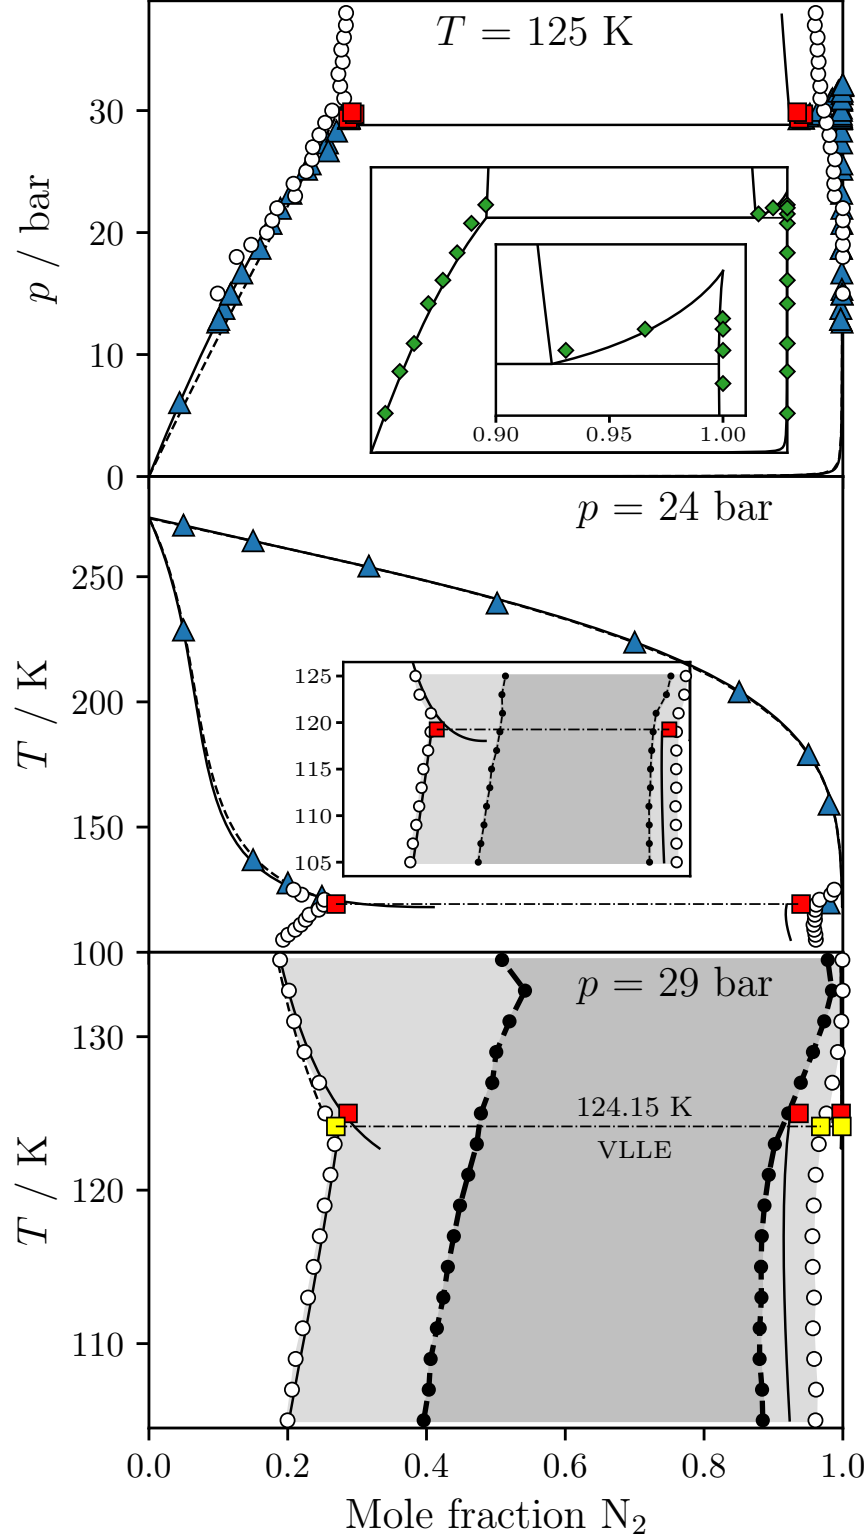 T = 125 K
30
20
10
0
p / bar
0.90 0.95 1.00
p = 24 bar
250
200
150
100
T / K
125
120
115
110
105
p = 29 bar
130
120
110
T / K
124.15 K
VLLE
0.0 0.2 0.4 0.6 0.8 1.0
Mole fraction N₂